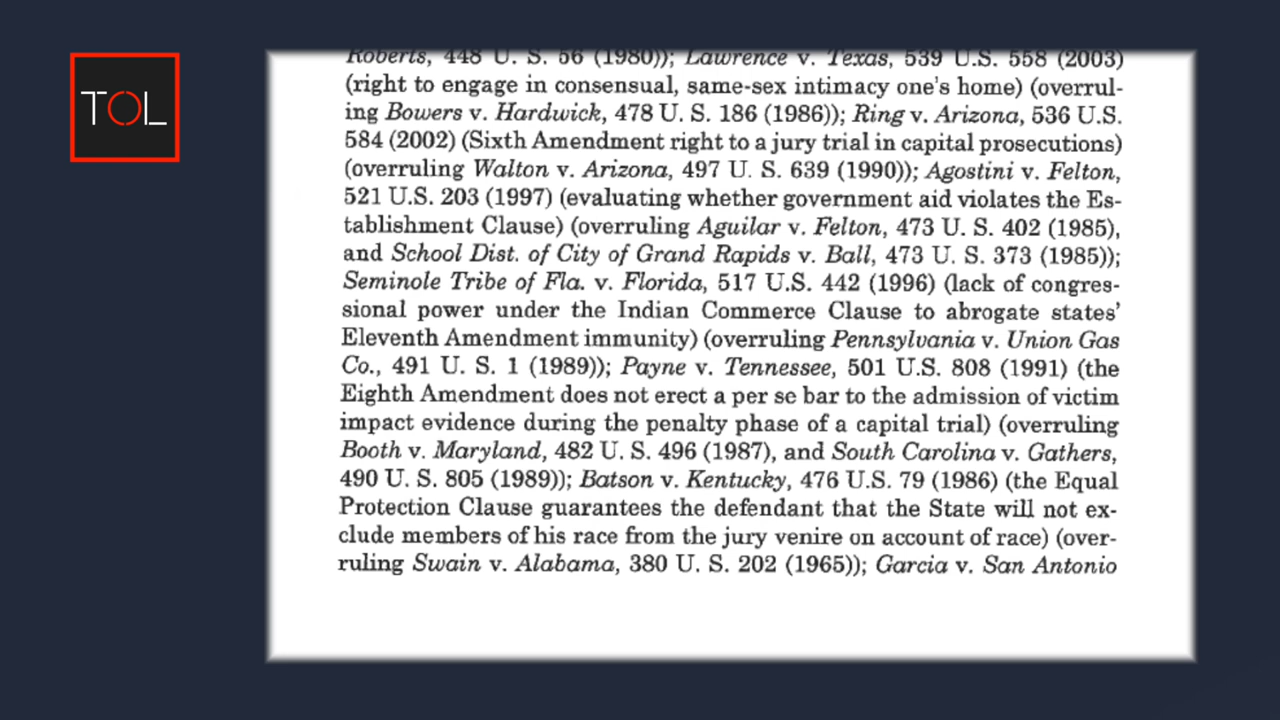 TOL
Roberts, 448 U. S. 56 (1980)); Lawrence v. Texas, 539 U.S. 558 (2003)
(right to engage in consensual, same-sex intimacy one's home) (overrul-
ing Bowers v. Hardwick, 478 U. S. 186 (1986)); Ring v. Arizona, 536 U.S.
584 (2002) (Sixth Amendment right to a jury trial in capital prosecutions)
(overruling Walton v. Arizona, 497 U. S. 639 (1990)); Agostini v. Felton,
521 U.S. 203 (1997) (evaluating whether government aid violates the Es-
tablishment Clause) (overruling Aguilar v. Felton, 473 U. S. 402 (1985),
and School Dist. of City of Grand Rapids v. Ball, 473 U. S. 373 (1985));
Seminole Tribe of Fla. v. Florida, 517 U.S. 442 (1996) (lack of congres-
sional power under the Indian Commerce Clause to abrogate states'
Eleventh Amendment immunity) (overruling Pennsylvania v. Union Gas
Co., 491 U. S. 1 (1989)); Payne v. Tennessee, 501 U.S. 808 (1991) (the
Eighth Amendment does not erect a per se bar to the admission of victim
impact evidence during the penalty phase of a capital trial) (overruling
Booth v. Maryland, 482 U. S. 496 (1987), and South Carolina v. Gathers,
490 U. S. 805 (1989)); Batson v. Kentucky, 476 U.S. 79 (1986) (the Equal
Protection Clause guarantees the defendant that the State will not ex-
clude members of his race from the jury venire on account of race) (over-
ruling Swain v. Alabama, 380 U. S. 202 (1965)); Garcia v. San Antonio